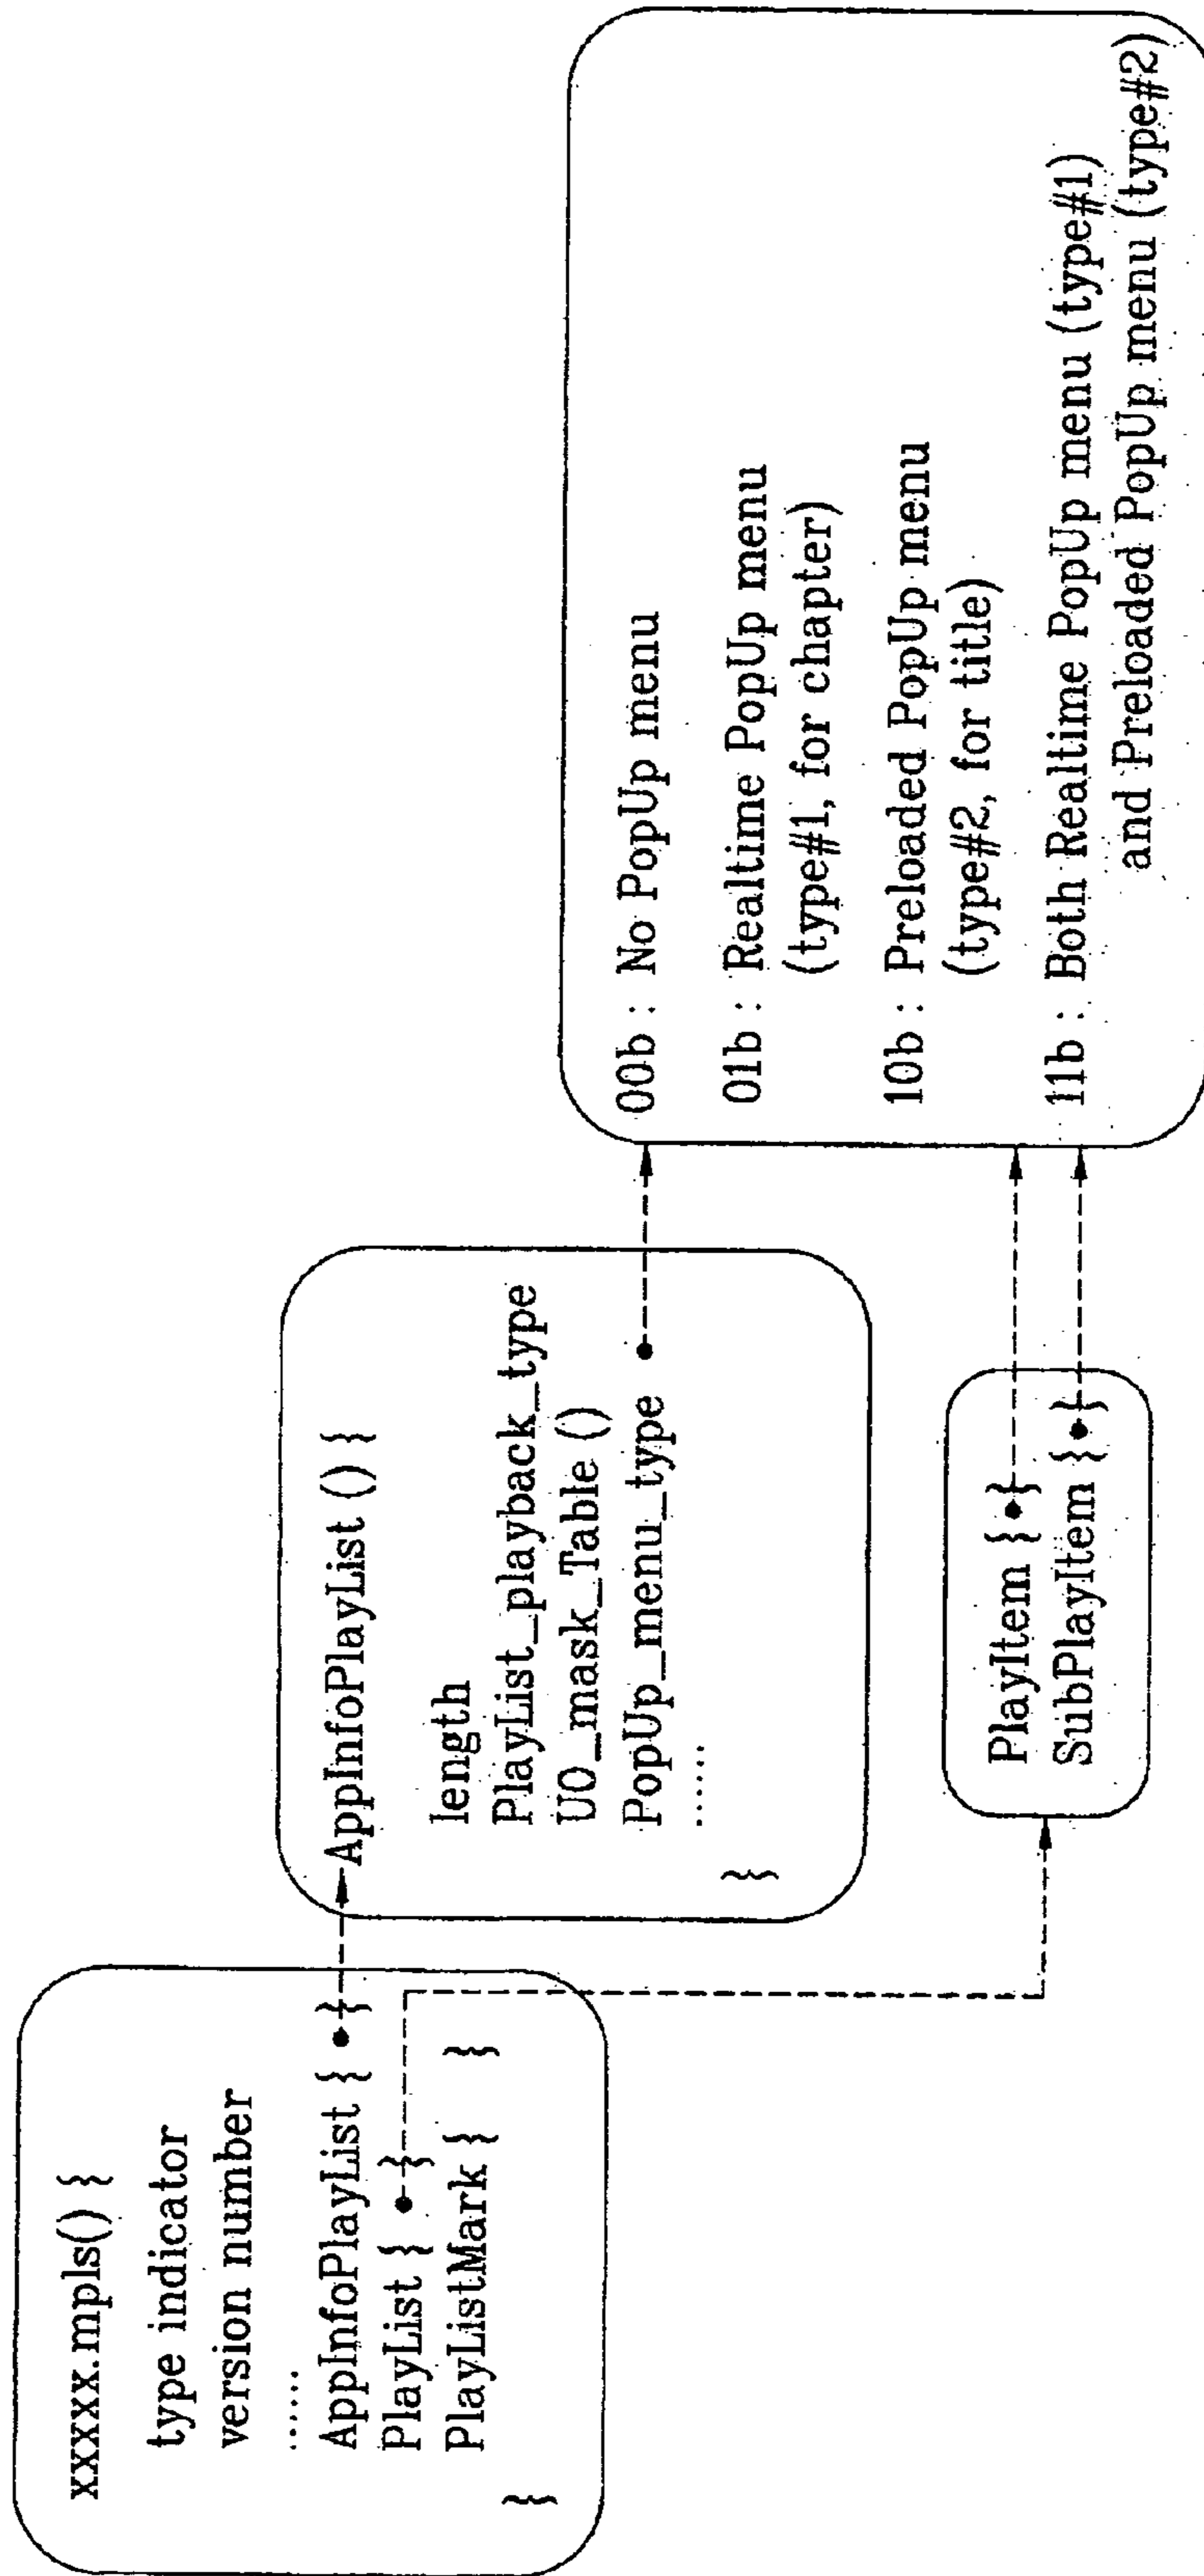 xxxxx.mpls() {
type indicator
version number
......
AppInfoPlayList { }
PlayList { }
PlayListMark { }
}
AppInfoPlayList () {
length
PlayList_playback_type
UO_mask_Table ()
PopUp_menu_type
......
}
PlayItem { }
SubPlayItem { }
00b : No PopUp menu
01b : Realtime PopUp menu
(type#1, for chapter)
10b : Preloaded PopUp menu
(type#2, for title)
11b : Both Realtime PopUp menu (type#1)
and Preloaded PopUp menu (type#2)